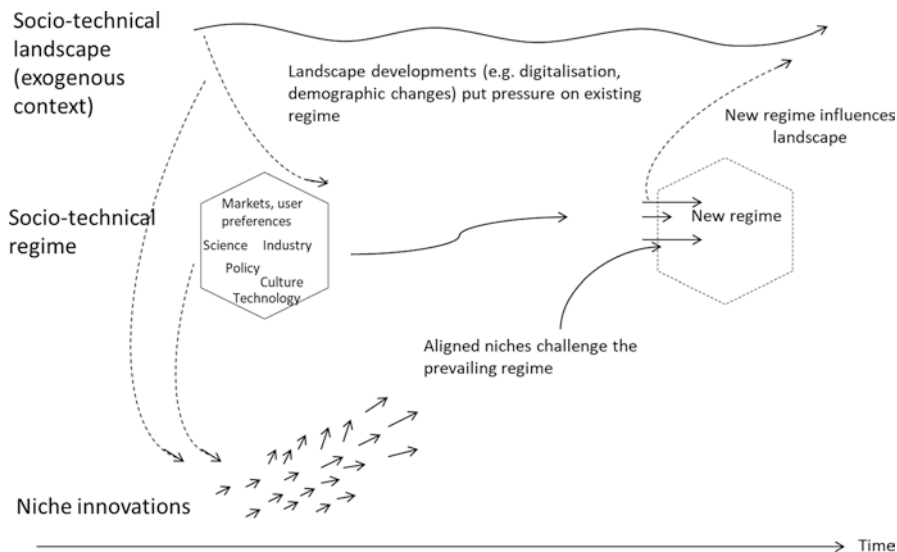 Socio-technical
landscape
(exogenous
context)
Landscape developments (e.g. digitalisation,
demographic changes) put pressure on existing
regime
New regime influences
landscape
Socio-technical
regime
Markets, user
preferences
Science Industry
Policy
Culture
Technology
New regime
Aligned niches challenge the
prevailing regime
Niche innovations
Time